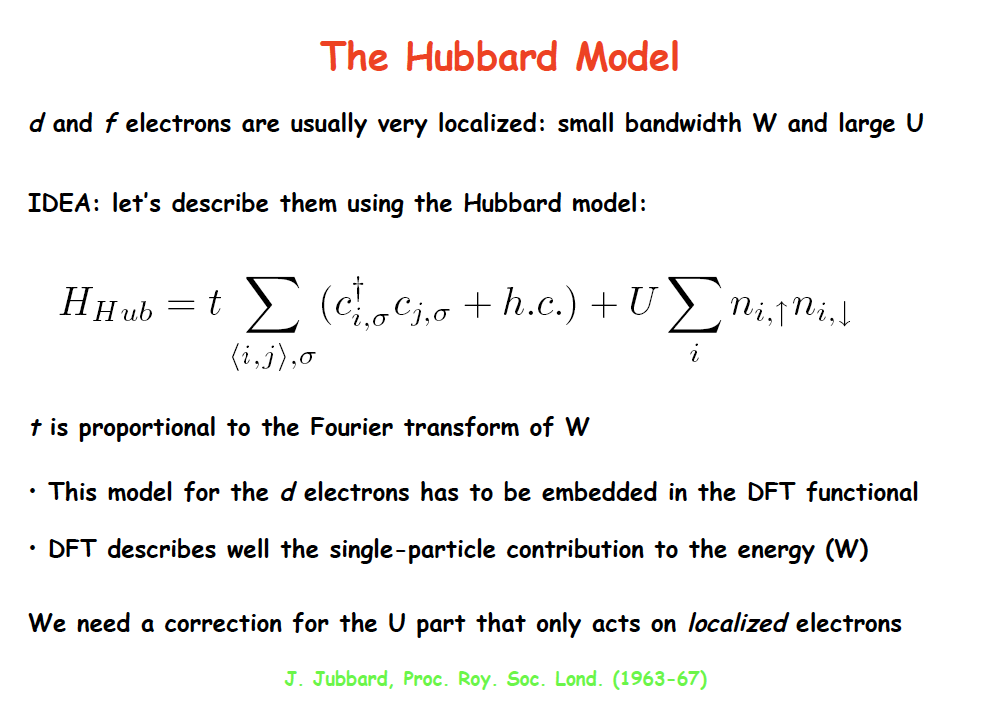 The Hubbard Model
d and f electrons are usually very localized: small bandwidth W and large U
IDEA: let's describe them using the Hubbard model:
H_{Hub} = t \sum_{\langle i,j \rangle,\sigma} (c^{\dagger}_{i,\sigma} c_{j,\sigma} + h.c.) + U \sum_{i} n_{i,\uparrow} n_{i,\downarrow}
t is proportional to the Fourier transform of W
• This model for the d electrons has to be embedded in the DFT functional
• DFT describes well the single-particle contribution to the energy (W)
We need a correction for the U part that only acts on localized electrons
J. Jubbard, Proc. Roy. Soc. Lond. (1963-67)